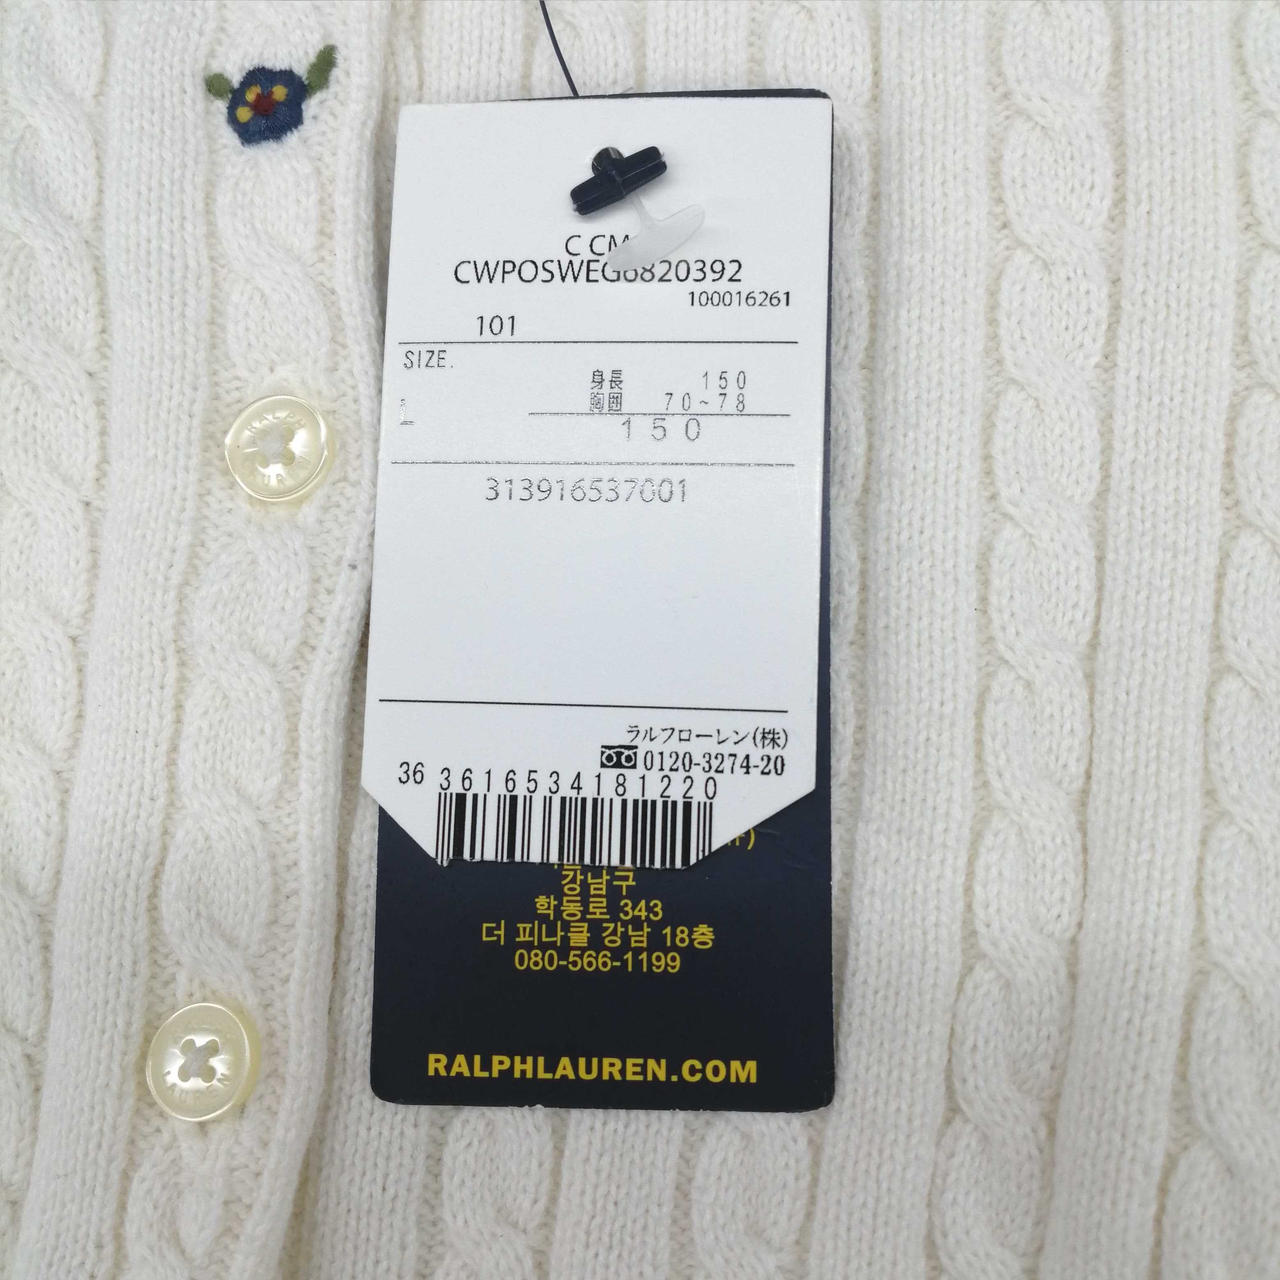 CWPOSWEG6820392
100016261
101
SIZE.
身長 150
胸囲 70~78
L
150
313916537001
ラルフローレン(株)
0120-3274-20
36 3616534181220
강남구
학동로 343
더 피나클 강남 18층
080-566-1199
RALPHLAUREN.COM
RALPH
LAUREN